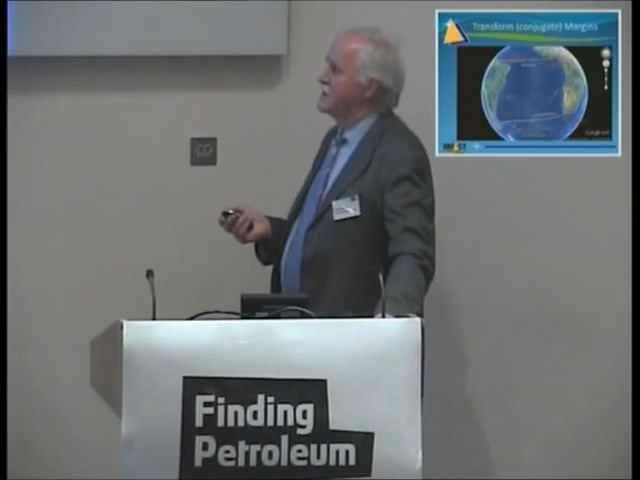 Transform (conjugate) Margins
Finding
Petroleum